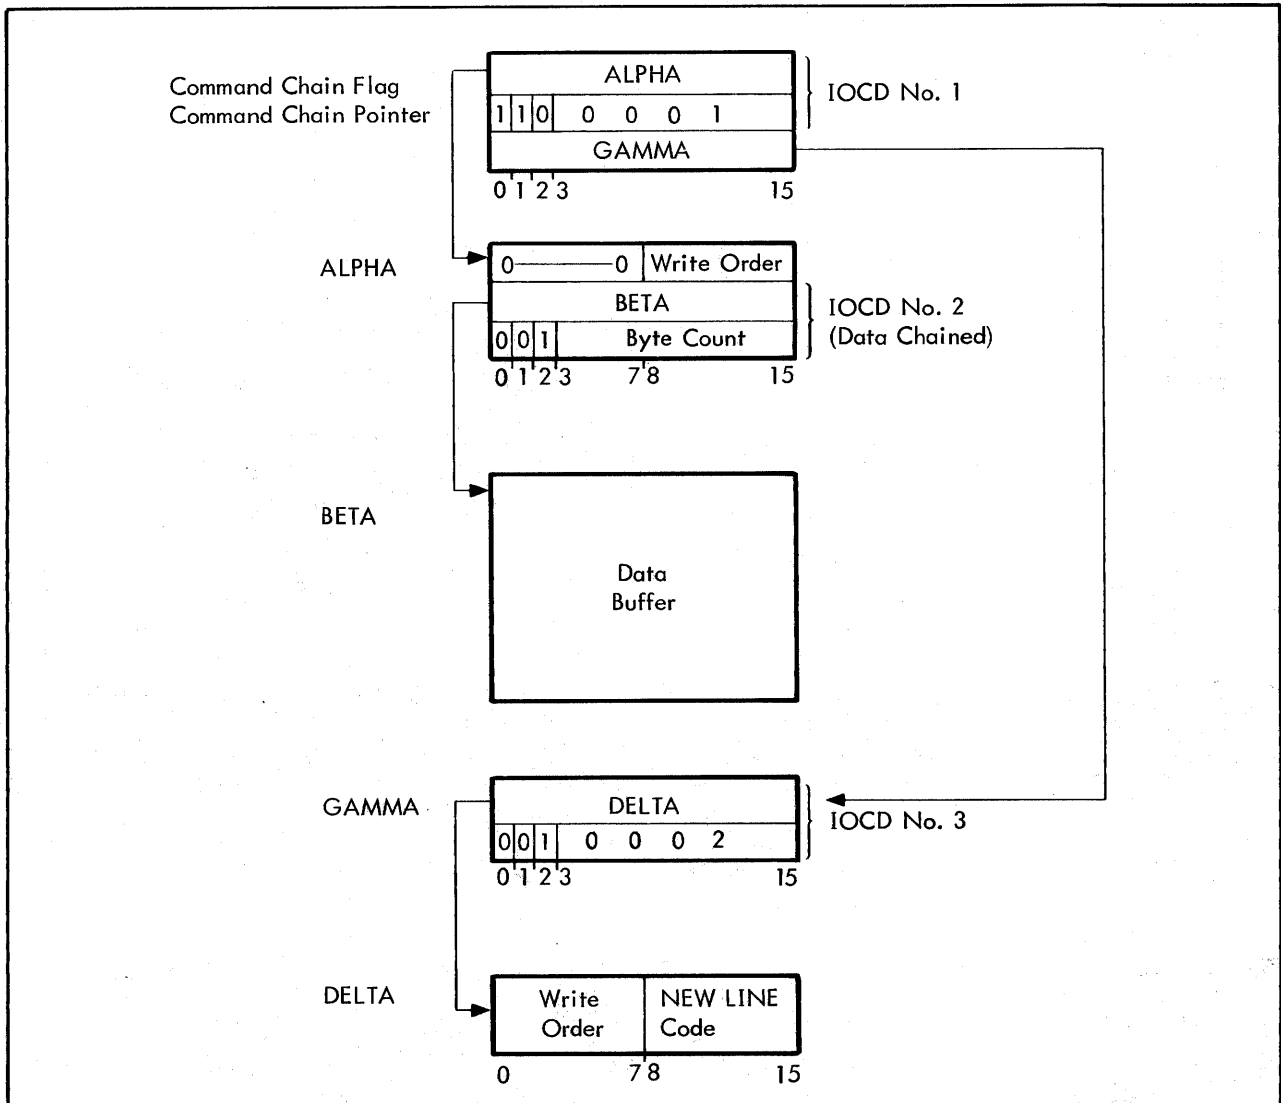 ALPHA
Command Chain Flag
1 1 0 0 0 0 1
IOCD No. 1
Command Chain Pointer
GAMMA
0 1 2 3 15
ALPHA
0 0 Write Order
BETA
IOCD No. 2
0 0 1 Byte Count
(Data Chained)
0 1 2 3 7 8 15
BETA
Data
Buffer
GAMMA
DELTA
0 0 1 0 0 0 2
IOCD No. 3
0 1 2 3 15
DELTA
Write NEW LINE
Order Code
0 7 8 15